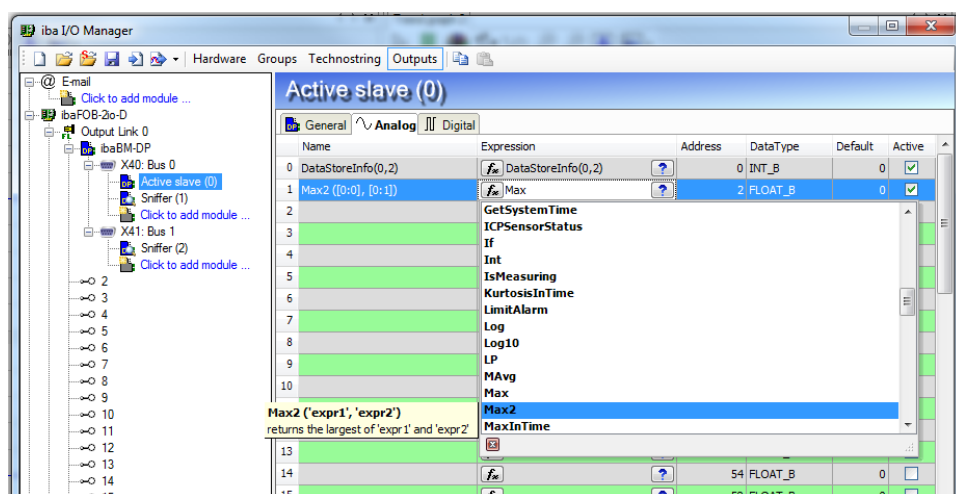 iba I/O Manager
Hardware Groups Technostring Outputs
E-mail
Click to add module ...
ibaFOB-2io-D
Output Link 0
ibaBM-DP
X40: Bus 0
Active slave (0)
Sniffer (1)
Click to add module ...
X41: Bus 1
Sniffer (2)
Click to add module ...
2
3
4
5
6
7
8
9
10
11
12
13
14
Active slave (0)
General Analog Digital
Name Expression Address DataType Default Active
0 DataStoreInfo(0,2) fx DataStoreInfo(0,2) ? 0 INT_B 0
1 Max2 ([0:0], [0:1]) fx Max ? 2 FLOAT_B 0
2
3
4
5
6
7
8
9
10
13
14 fx ? 54 FLOAT_B 0
GetSystemTime
ICPSensorStatus
If
Int
IsMeasuring
KurtosisInTime
LimitAlarm
Log
Log10
LP
MAvg
Max
Max2
MaxInTime
Max2 ('expr1', 'expr2')
returns the largest of 'expr1' and 'expr2'